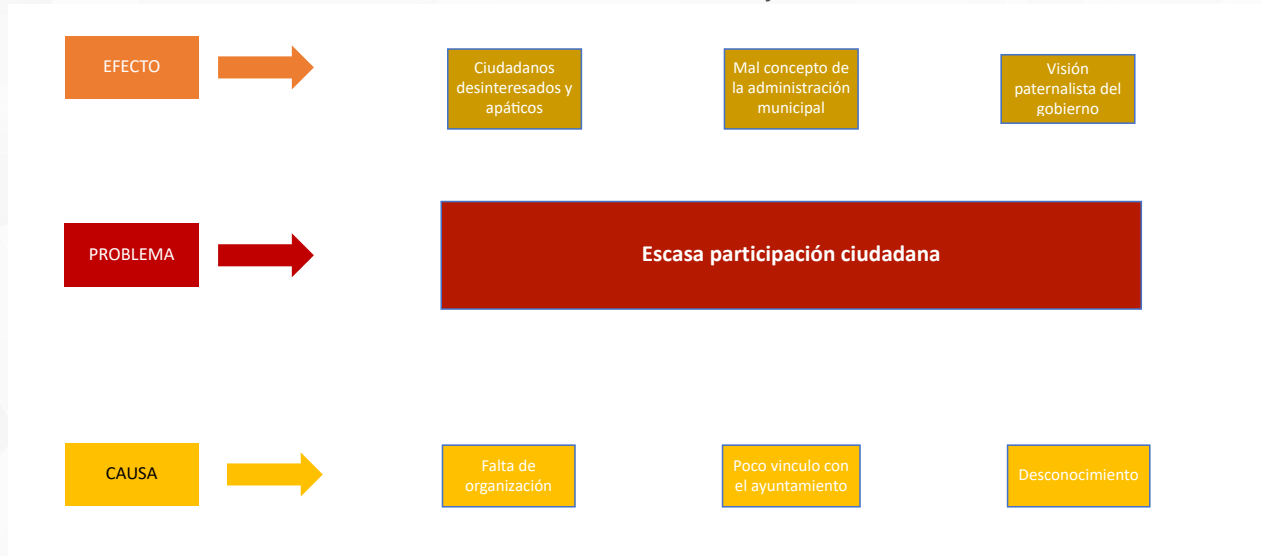 EFECTO
Ciudadanos
desinteresados y
apáticos
Mal concepto de
la administración
municipal
Visión
paternalista del
gobierno
PROBLEMA
Escasa participación ciudadana
CAUSA
Falta de
organización
Poco vinculo con
el ayuntamiento
Desconocimiento